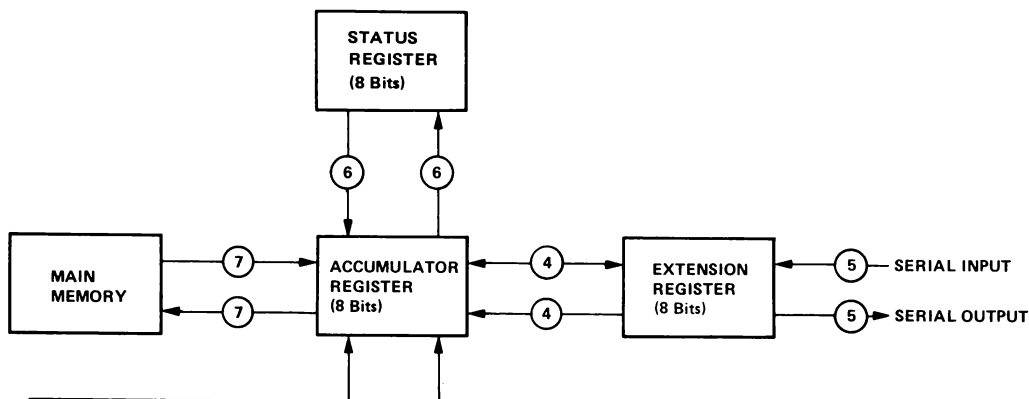 STATUS
REGISTER
(8 Bits)
6
6
MAIN
MEMORY
7
7
ACCUMULATOR
REGISTER
(8 Bits)
4
4
EXTENSION
REGISTER
(8 Bits)
5
SERIAL INPUT
5
SERIAL OUTPUT